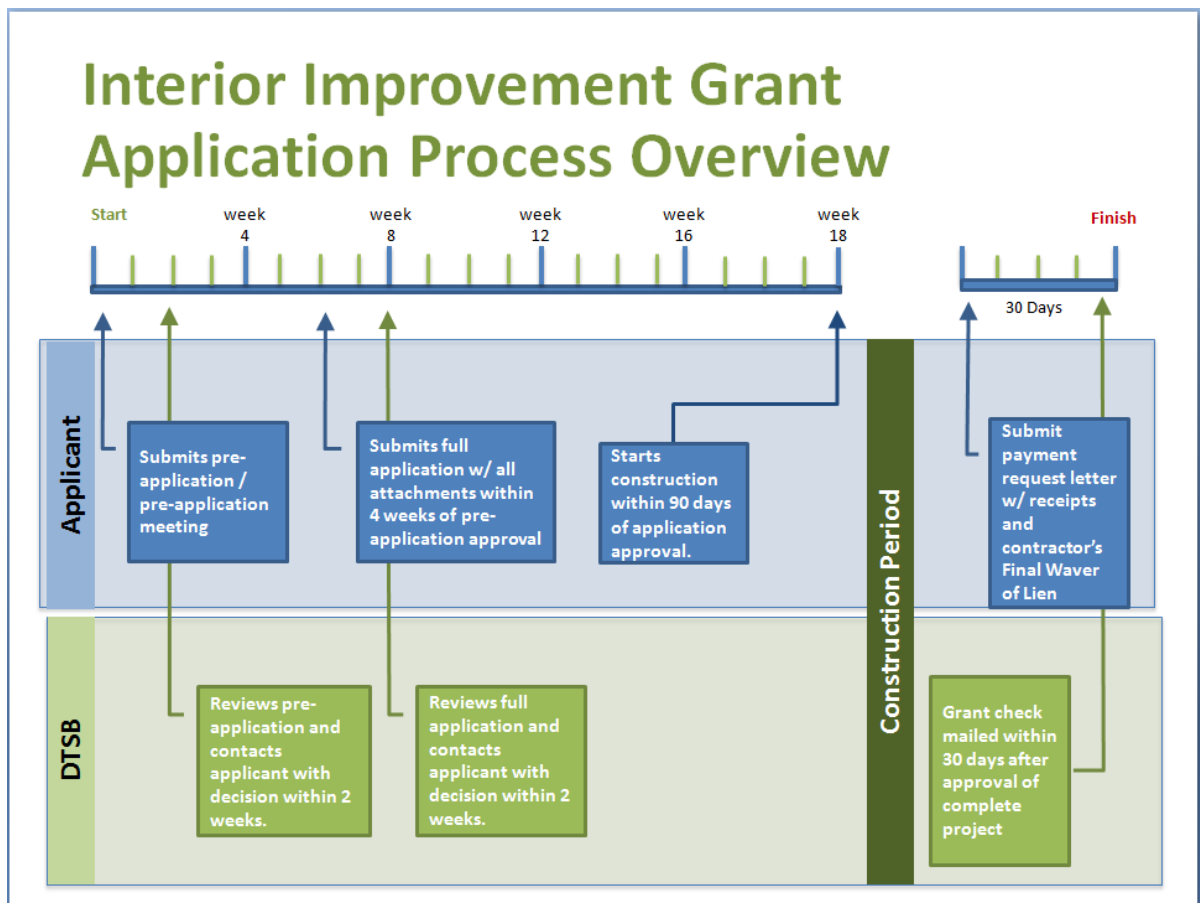 Interior Improvement Grant
Application Process Overview
Start
week
4
week
8
week
12
week
16
week
18
Finish
30 Days
Applicant
Submits pre-
application /
pre-application
meeting
Submits full
application w/ all
attachments within
4 weeks of pre-
application approval
Starts
construction
within 90 days
of application
approval.
Construction Period
Submit
payment
request letter
w/ receipts
and
contractor's
Final Waver
of Lien
DTSB
Reviews pre-
application and
contacts
applicant with
decision within 2
weeks.
Reviews full
application and
contacts
applicant with
decision within 2
weeks.
Grant check
mailed within
30 days after
approval of
complete
project